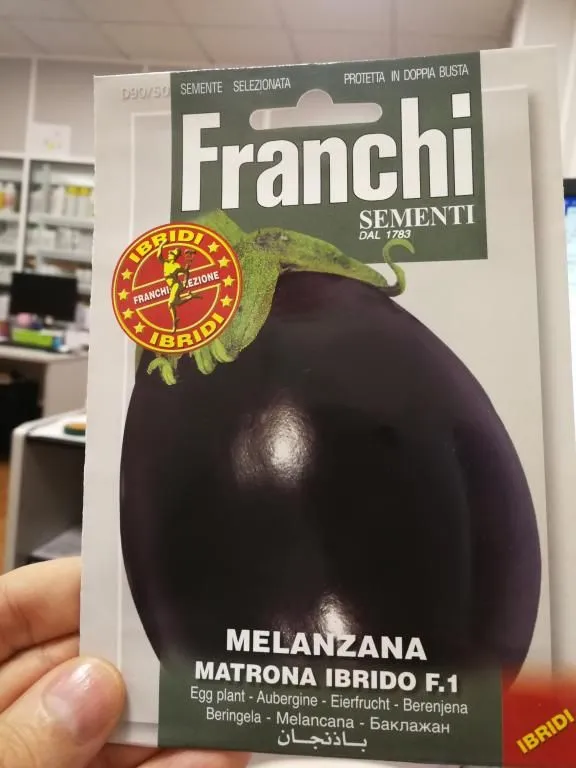 D90/50
SEMENTE SELEZIONATA PROTETTA IN DOPPIA BUSTA
Franchi
SEMENTI
DAL 1783
IBRIDI
FRANCHI
IBRIDI
MELANZANA
MATRONA IBRIDO F.1
Egg plant - Aubergine - Eierfrucht - Berenjena
Beringela - Melancana - Баклажан
باذنجان
IBRIDI